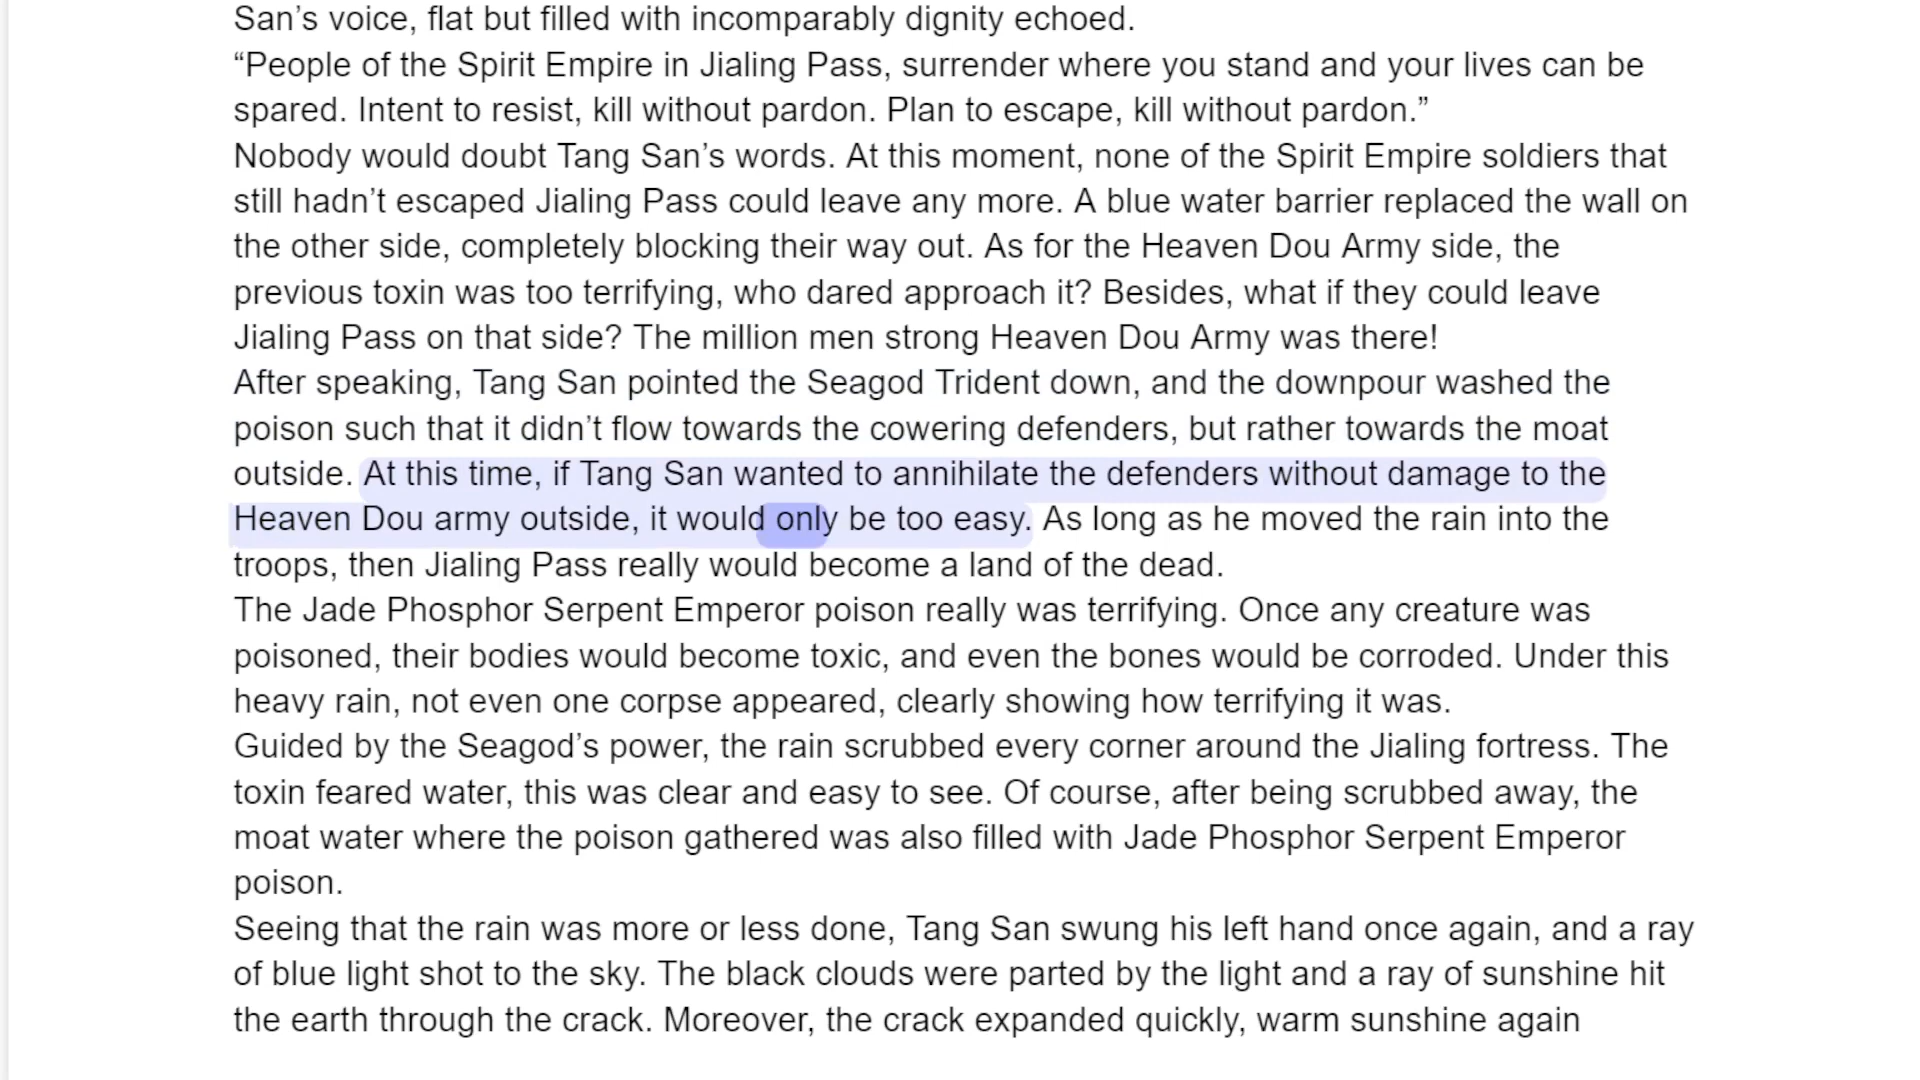 San’s voice, flat but filled with incomparably dignity echoed.
“People of the Spirit Empire in Jialing Pass, surrender where you stand and your lives can be
spared. Intent to resist, kill without pardon. Plan to escape, kill without pardon.”
Nobody would doubt Tang San’s words. At this moment, none of the Spirit Empire soldiers that
still hadn’t escaped Jialing Pass could leave any more. A blue water barrier replaced the wall on
the other side, completely blocking their way out. As for the Heaven Dou Army side, the
previous toxin was too terrifying, who dared approach it? Besides, what if they could leave
Jialing Pass on that side? The million men strong Heaven Dou Army was there!
After speaking, Tang San pointed the Seagod Trident down, and the downpour washed the
poison such that it didn’t flow towards the cowering defenders, but rather towards the moat
outside. At this time, if Tang San wanted to annihilate the defenders without damage to the
Heaven Dou army outside, it would only be too easy. As long as he moved the rain into the
troops, then Jialing Pass really would become a land of the dead.
The Jade Phosphor Serpent Emperor poison really was terrifying. Once any creature was
poisoned, their bodies would become toxic, and even the bones would be corroded. Under this
heavy rain, not even one corpse appeared, clearly showing how terrifying it was.
Guided by the Seagod’s power, the rain scrubbed every corner around the Jialing fortress. The
toxin feared water, this was clear and easy to see. Of course, after being scrubbed away, the
moat water where the poison gathered was also filled with Jade Phosphor Serpent Emperor
poison.
Seeing that the rain was more or less done, Tang San swung his left hand once again, and a ray
of blue light shot to the sky. The black clouds were parted by the light and a ray of sunshine hit
the earth through the crack. Moreover, the crack expanded quickly, warm sunshine again